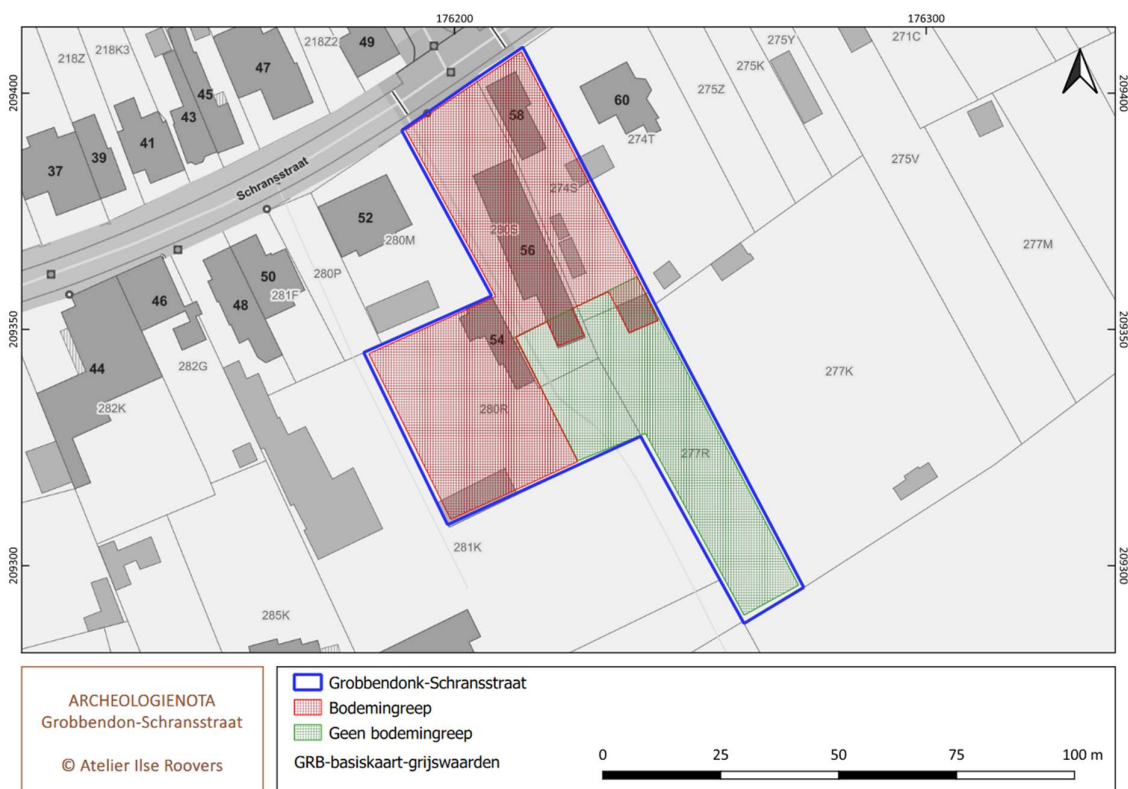 176200
176300
218Z
218K3
218Z2
49
47
45
43
41
39
37
209400
209400
58
60
274T
275Z
275K
275Y
271C
275V
277M
Schransstraat
274S
52
280M
280S
56
280P
50
281F
48
46
44
282G
282K
209350
209350
54
280R
277K
277R
281K
285K
209300
209300
ARCHEOLOGIENOTA
Grobbendon-Schransstraat
© Atelier Ilse Roovers
Grobbendonk-Schransstraat
Bodemingreep
Geen bodemingreep
GRB-basiskaart-grijswaarden
0 25 50 75 100 m